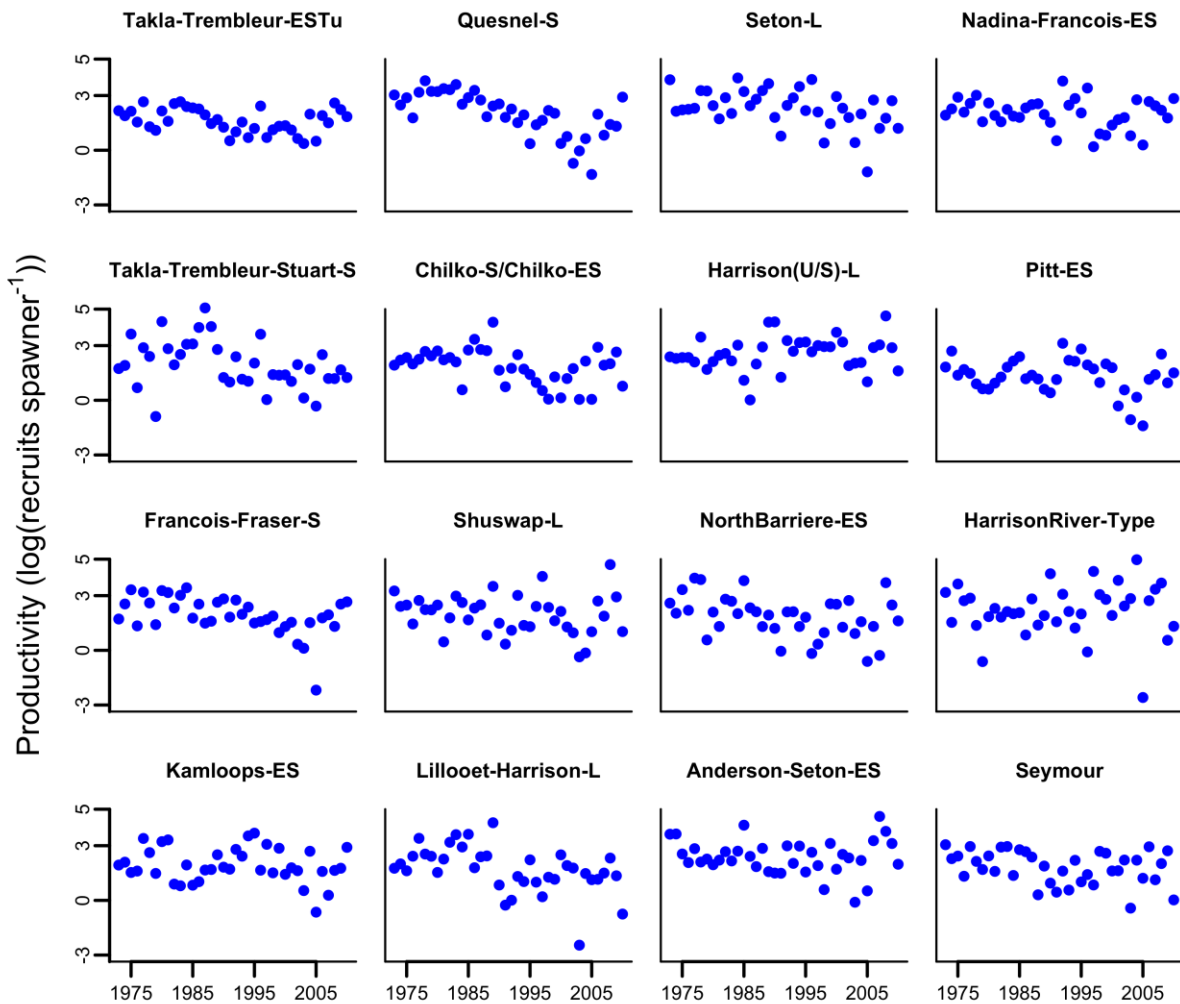 Takla-Trembleur-ESTu Quesnel-S Seton-L Nadina-Francois-ES
5
3
0
-3
Takla-Trembleur-Stuart-S Chilko-S/Chilko-ES Harrison(U/S)-L Pitt-ES
5
3
0
-3
Productivity (log(recruits spawner⁻¹))
Francois-Fraser-S Shuswap-L NorthBarriere-ES HarrisonRiver-Type
5
3
0
-3
Kamloops-ES Lillooet-Harrison-L Anderson-Seton-ES Seymour
5
3
0
-3
1975 1985 1995 2005 1975 1985 1995 2005 1975 1985 1995 2005 1975 1985 1995 2005